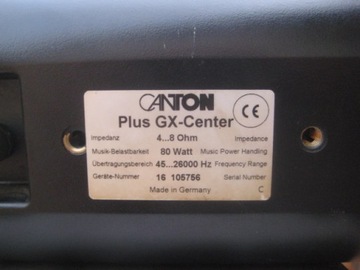 CANTON
CE
Plus GX-Center
Impedanz 4...8 Ohm Impedance
Musik-Belastbarkeit 80 Watt Music Power Handling
Übertragungsbereich 45...26000 Hz Frequency Range
Geräte-Nummer 16 105756 Serial Number
Made in Germany C